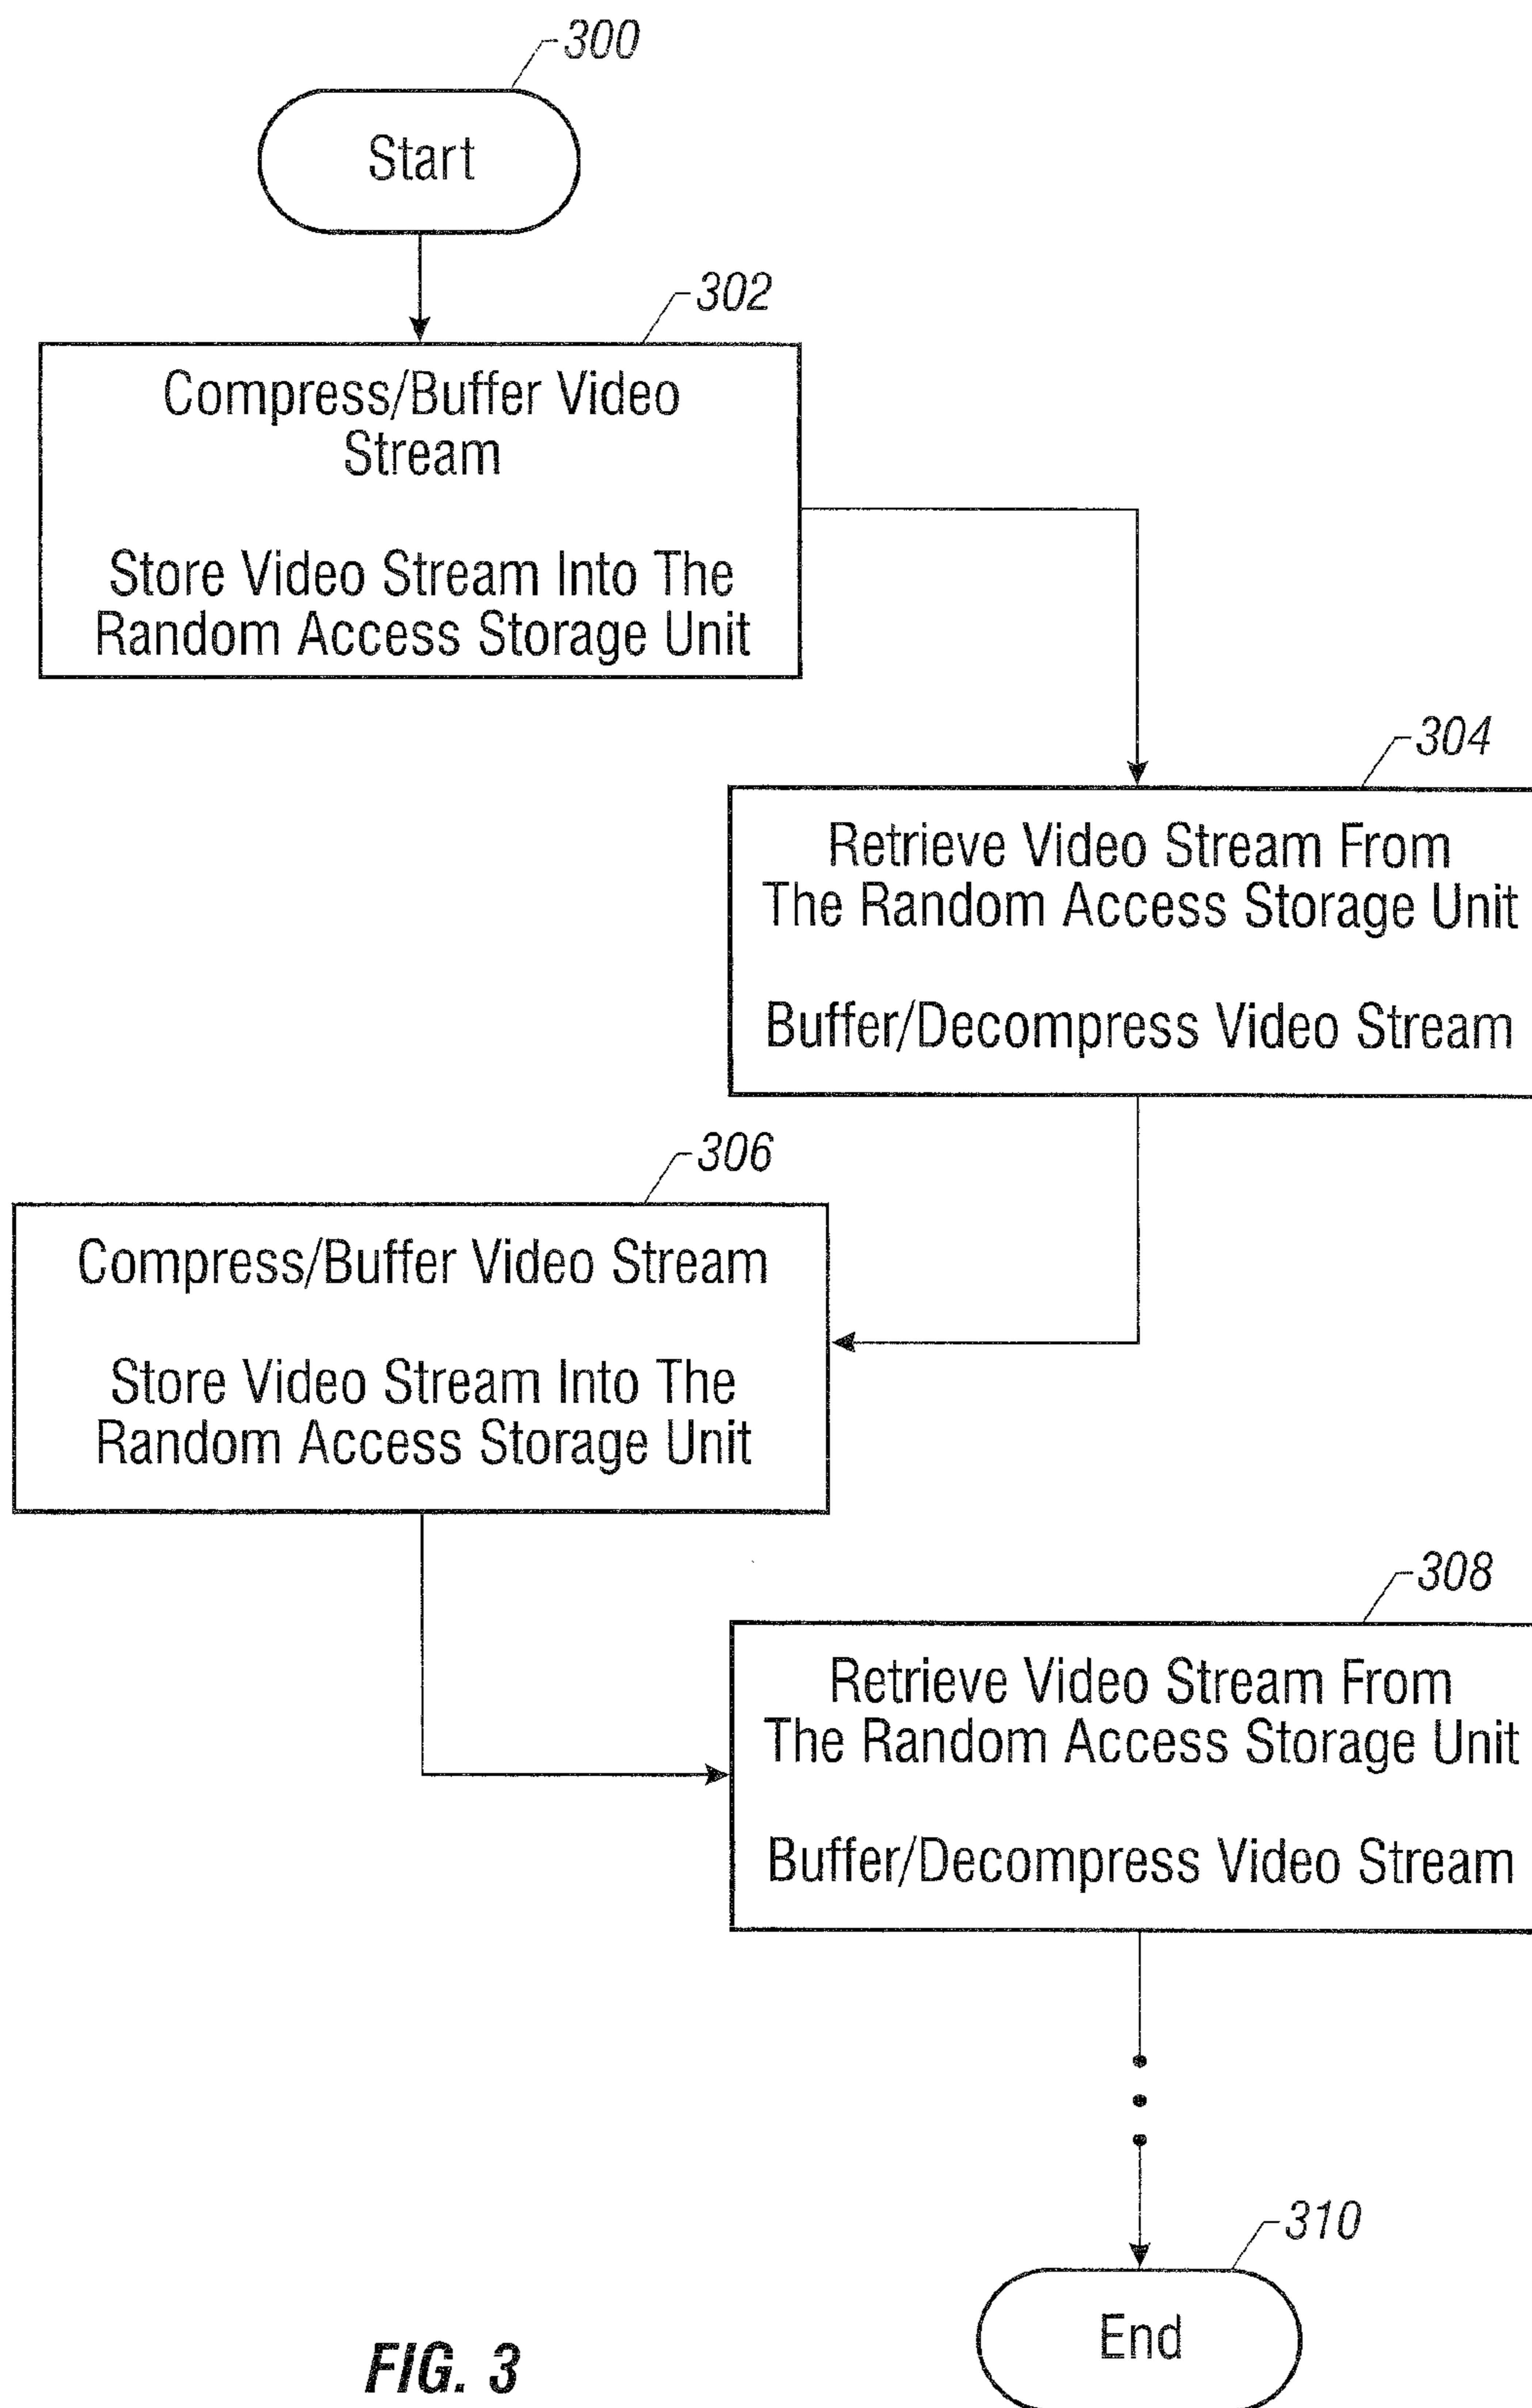 300
Start
302
Compress/Buffer Video
Stream
Store Video Stream Into The
Random Access Storage Unit
304
Retrieve Video Stream From
The Random Access Storage Unit
Buffer/Decompress Video Stream
306
Compress/Buffer Video Stream
Store Video Stream Into The
Random Access Storage Unit
308
Retrieve Video Stream From
The Random Access Storage Unit
Buffer/Decompress Video Stream
310
End
FIG. 3